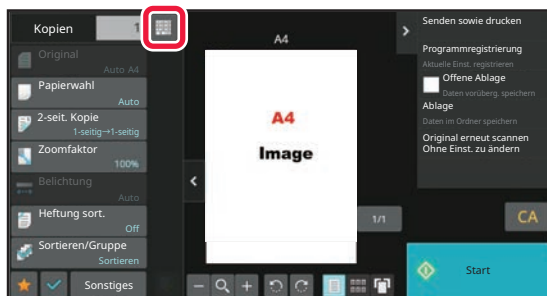 Kopien
1
Original
Auto A4
Papierwahl
Auto
2-seit. Kopie
1-seitig→1-seitig
Zoomfaktor
100%
Belichtung
Auto
Heftung sort.
Off
Sortieren/Gruppe
Sortieren
Sonstiges
A4
A4
Image
1/1
Senden sowie drucken
Programmregistrierung
Aktuelle Einst. registrieren
Offene Ablage
Daten vorüberg. speichern
Ablage
Daten im Ordner speichern
Original erneut scannen
Ohne Einst. zu ändern
CA
Start